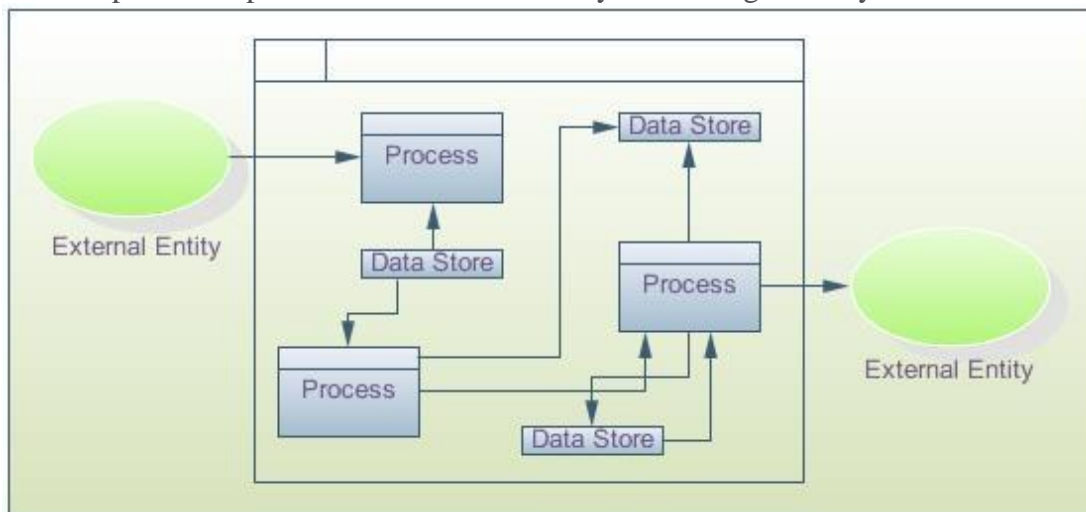 Process
Data Store
External Entity
Data Store
Process
External Entity
Process
Data Store